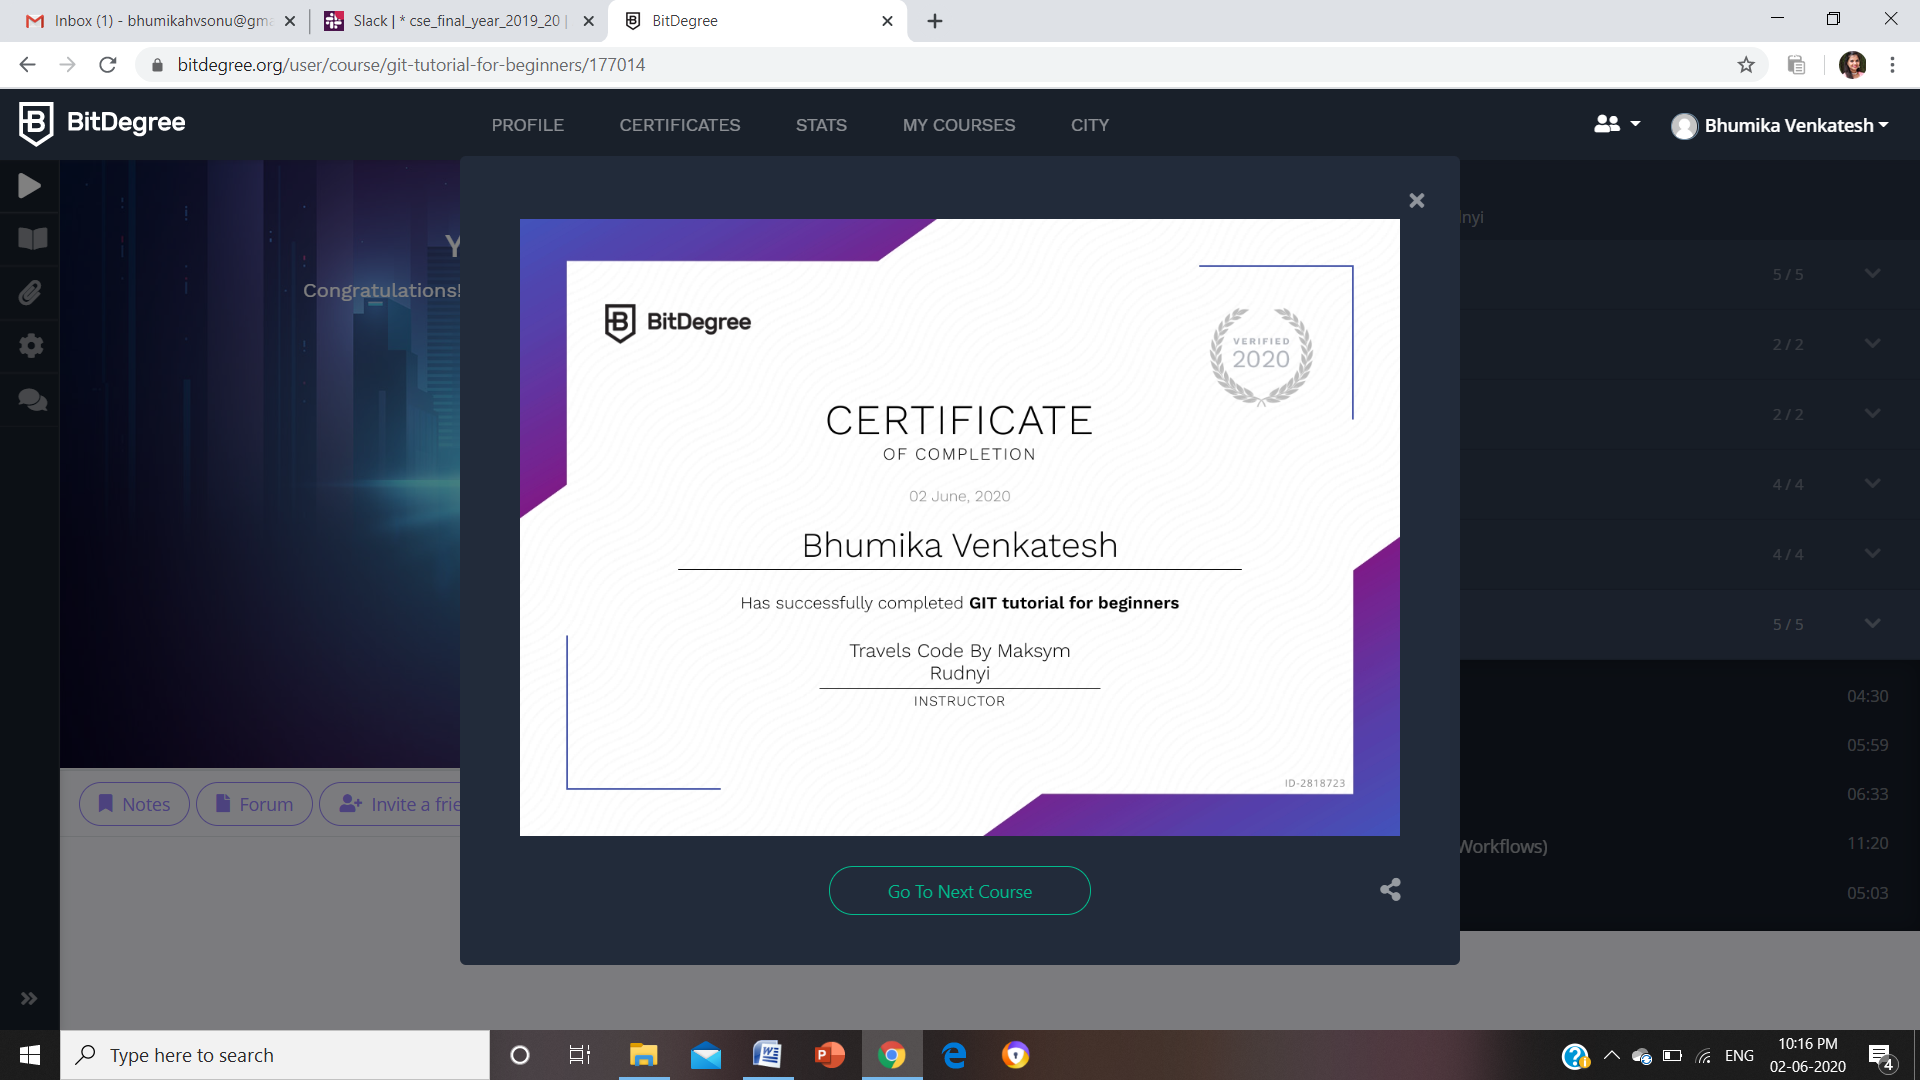 Inbox (1) - bhumikahvsonu@gma
Slack | * cse_final_year_2019_20 |
BitDegree
bitdegree.org/user/course/git-tutorial-for-beginners/177014
BitDegree
PROFILE
CERTIFICATES
STATS
MY COURSES
CITY
Bhumika Venkatesh
Y
Congratulations!
nyi
5 / 5
2 / 2
2 / 2
4 / 4
4 / 4
5 / 5
04:30
05:59
06:33
Workflows)
11:20
05:03
BitDegree
VERIFIED
2020
CERTIFICATE
OF COMPLETION
02 June, 2020
Bhumika Venkatesh
Has successfully completed GIT tutorial for beginners
Travels Code By Maksym
Rudnyi
INSTRUCTOR
ID-2818723
Notes
Forum
Invite a frie
Go To Next Course
Type here to search
ENG
10:16 PM
02-06-2020
4